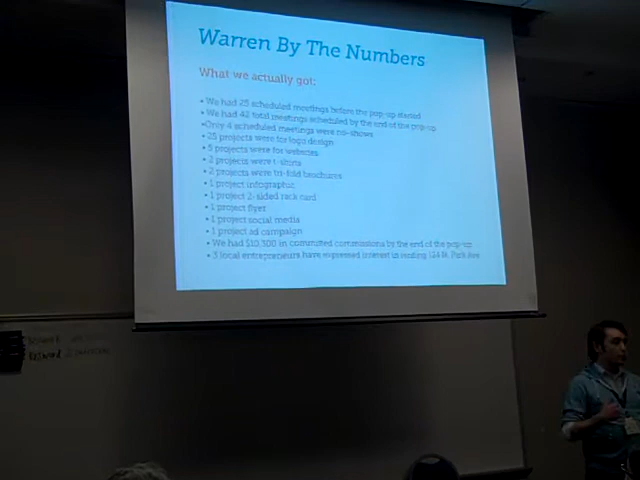 Warren By The Numbers
What we actually got:
• We had 25 scheduled meetings before the pop-up started
• We had 42 total meetings scheduled by the end of the pop-up
• Only 4 scheduled meetings were no-shows
• 25 projects were for logo design
• 5 projects were for websites
• 2 projects were t-shirts
• 2 projects were tri-fold brochures
• 1 project infographic
• 1 project 2-sided rack card
• 1 project flyer
• 1 project social media
• 1 project ad campaign
• We had $10,300 in commited commissions by the end of the pop-up
• 3 local entrepreneurs have expressed interest in renting Park Ave